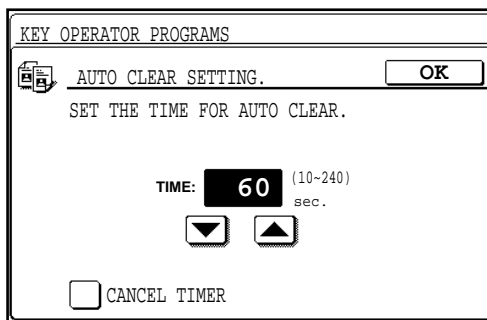 KEY OPERATOR PROGRAMS
AUTO CLEAR SETTING.
OK
SET THE TIME FOR AUTO CLEAR.
TIME: 60 (10~240)
sec.
CANCEL TIMER